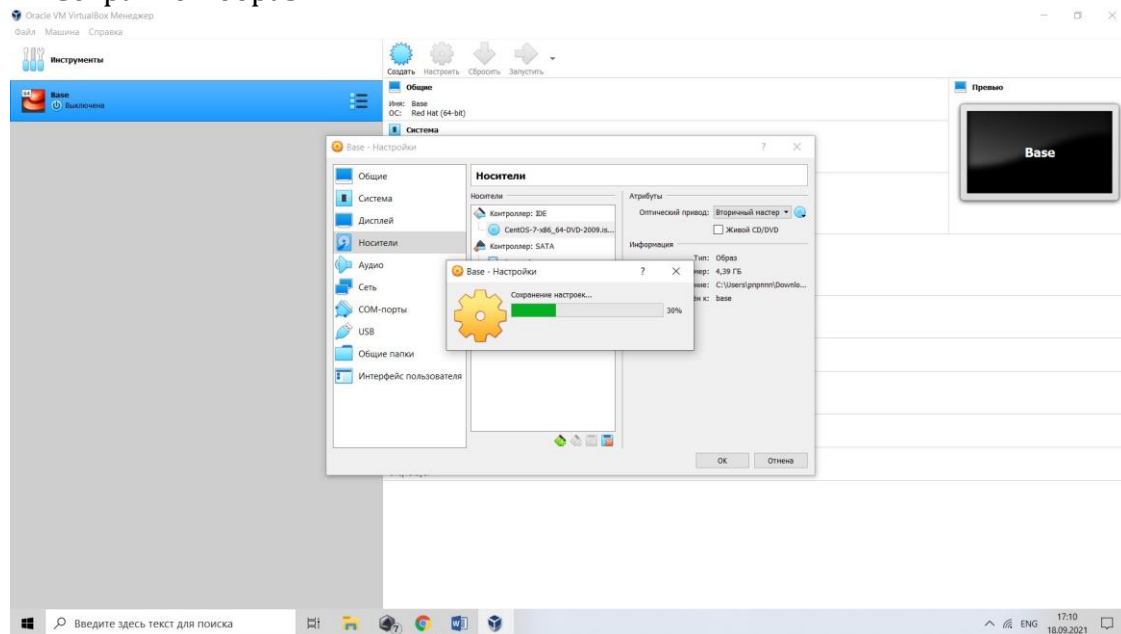 Oracle VM VirtualBox Менеджер
Файл Машина Справка
Инструменты
Создать Настроить Сбросить Запустить
64
Base
Выключена
Общие
Имя: Base
ОС: Red Hat (64-bit)
Система
Превью
Base
Base - Настройки
?
Общие
Система
Дисплей
Носители
Аудио
Сеть
COM-порты
USB
Общие папки
Интерфейс пользователя
Носители
Носители
Контроллер: IDE
CentOS-7-x86_64-DVD-2009.is...
Контроллер: SATA
Атрибуты
Оптический привод: Вторичный мастер
Живой CD/DVD
Информация
Тип: Образ
4,39 ГБ
C:\Users\pnpnnn\Downlo...
base
Base - Настройки
?
Сохранение настроек...
30%
OK Отмена
Введите здесь текст для поиска
ENG
17:10
18.09.2021